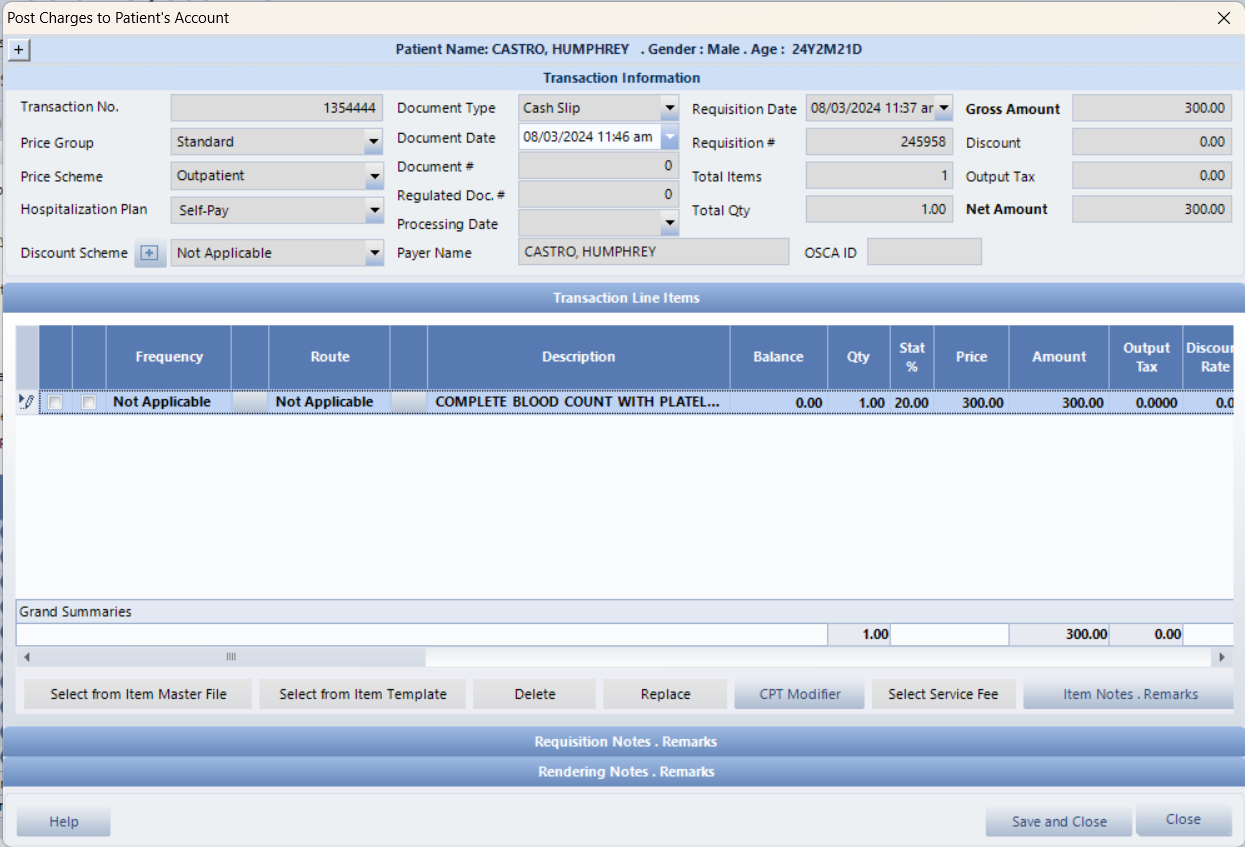 Post Charges to Patient's Account
+
Patient Name: CASTRO, HUMPHREY . Gender : Male . Age : 24Y2M21D
Transaction Information
Transaction No. 1354444
Document Type Cash Slip
Requisition Date 08/03/2024 11:37 ar
Gross Amount 300.00
Price Group Standard
Document Date 08/03/2024 11:46 am
Requisition # 245958
Discount 0.00
Price Scheme Outpatient
Document # 0
Total Items 1
Output Tax 0.00
Hospitalization Plan Self-Pay
Regulated Doc. # 0
Total Qty 1.00
Net Amount 300.00
Processing Date
Discount Scheme + Not Applicable
Payer Name CASTRO, HUMPHREY
OSCA ID
Transaction Line Items
Frequency Route Description Balance Qty Stat % Price Amount Output Tax Discour Rate
Not Applicable Not Applicable COMPLETE BLOOD COUNT WITH PLATEL... 0.00 1.00 20.00 300.00 300.00 0.0000 0.0
Grand Summaries
1.00 300.00 0.00
Select from Item Master File Select from Item Template Delete Replace CPT Modifier Select Service Fee Item Notes . Remarks
Requisition Notes . Remarks
Rendering Notes . Remarks
Help Save and Close Close